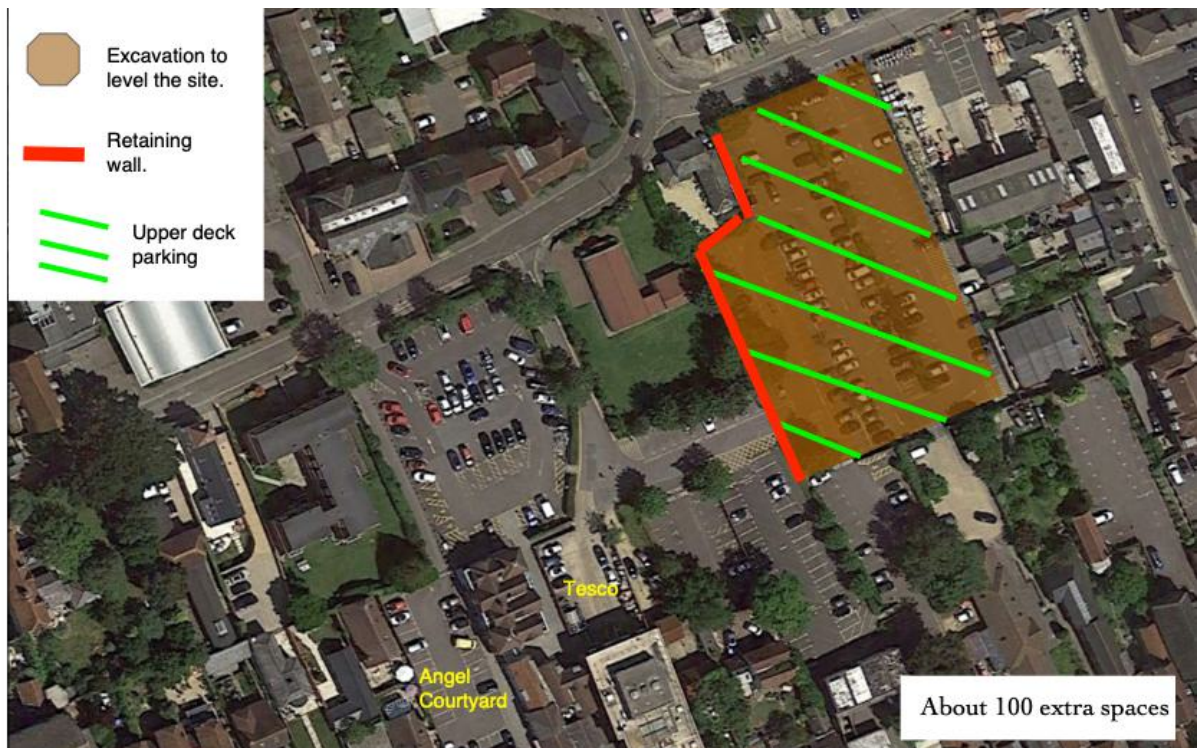 Excavation to
level the site.
Retaining
wall.
Upper deck
parking
Tesco
Angel
Courtyard
About 100 extra spaces